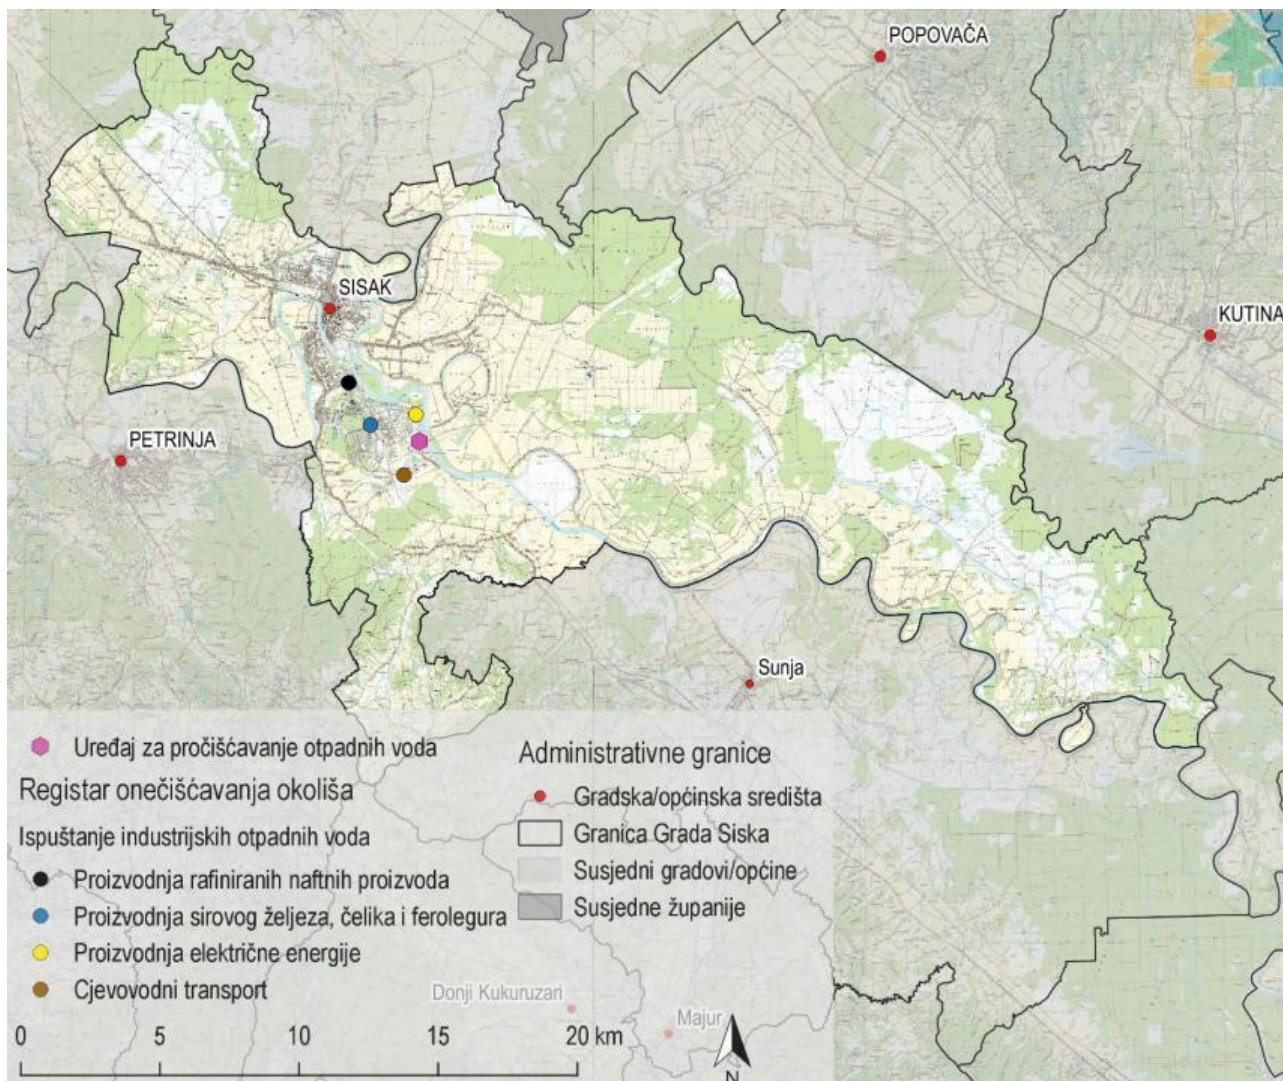 POPOVAČA
SISAK
KUTINA
PETRINJA
Sunja
Uređaj za pročišćavanje otpadnih voda
Registar onečišćavanja okoliša
Ispuštanje industrijskih otpadnih voda
Proizvodnja rafiniranih naftnih proizvoda
Proizvodnja sirovog željeza, čelika i ferolegura
Proizvodnja električne energije
Cjevovodni transport
Administrativne granice
Gradska/općinska središta
Granica Grada Siska
Susjedni gradovi/općine
Susjedne županije
Donji Kukuruzari
Majur
0 5 10 15 20 km
N